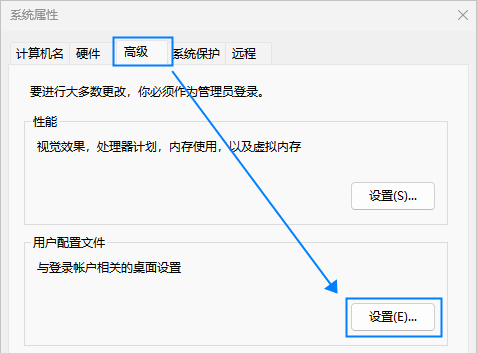 系统属性
计算机名 硬件 高级 系统保护 远程
要进行大多数更改，你必须作为管理员登录。
性能
视觉效果，处理器计划，内存使用，以及虚拟内存
设置(S)...
用户配置文件
与登录帐户相关的桌面设置
设置(E)...